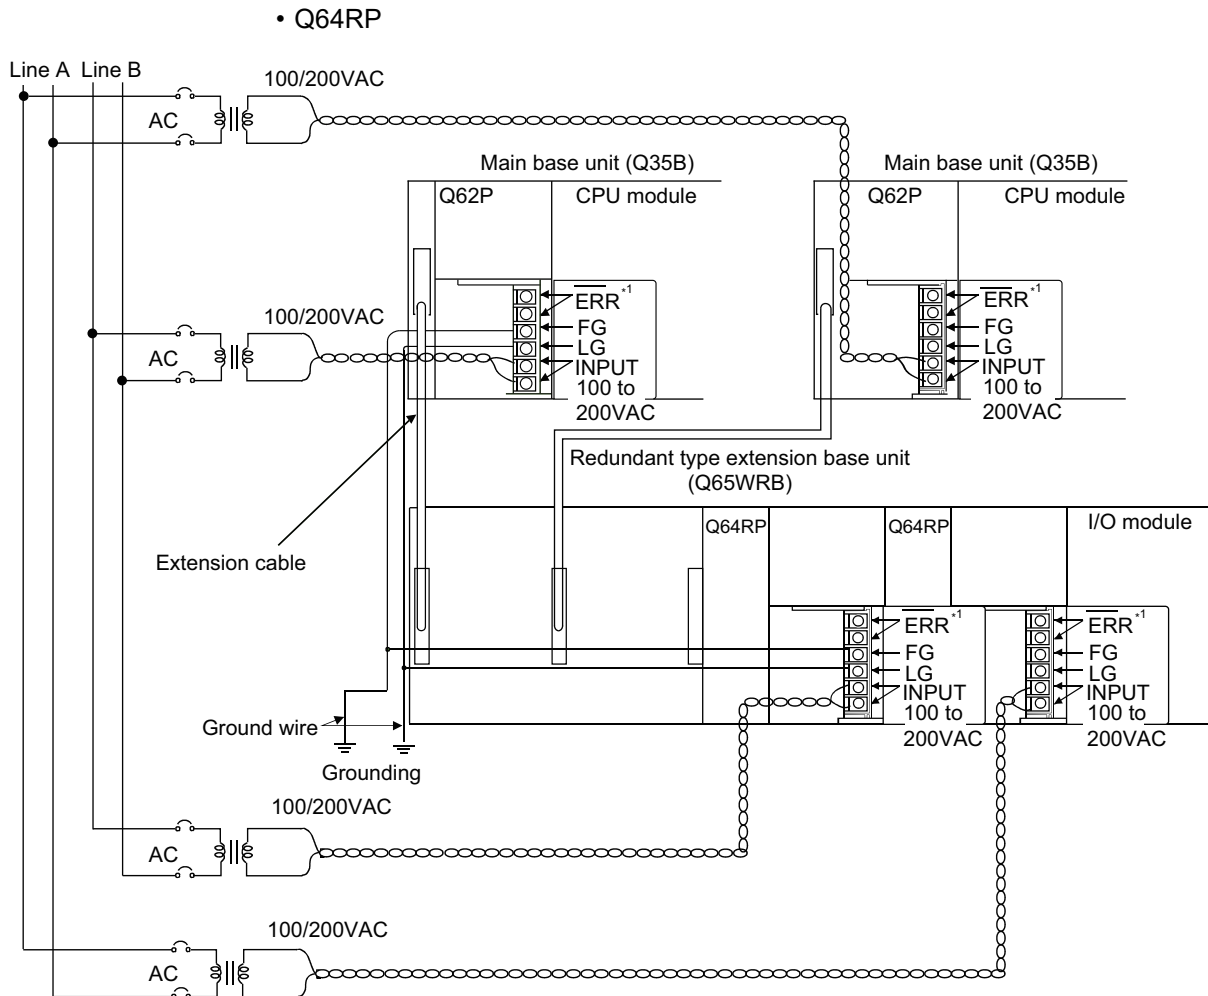 • Q64RP
Line A Line B
100/200VAC
AC
Main base unit (Q35B)
Q62P
CPU module
ERR*1
FG
LG
INPUT
100 to
200VAC
Main base unit (Q35B)
Q62P
CPU module
ERR*1
FG
LG
INPUT
100 to
200VAC
100/200VAC
AC
Redundant type extension base unit
(Q65WRB)
Extension cable
Q64RP
Q64RP
I/O module
ERR*1
FG
LG
INPUT
100 to
200VAC
ERR*1
FG
LG
INPUT
100 to
200VAC
Ground wire
Grounding
100/200VAC
AC
100/200VAC
AC